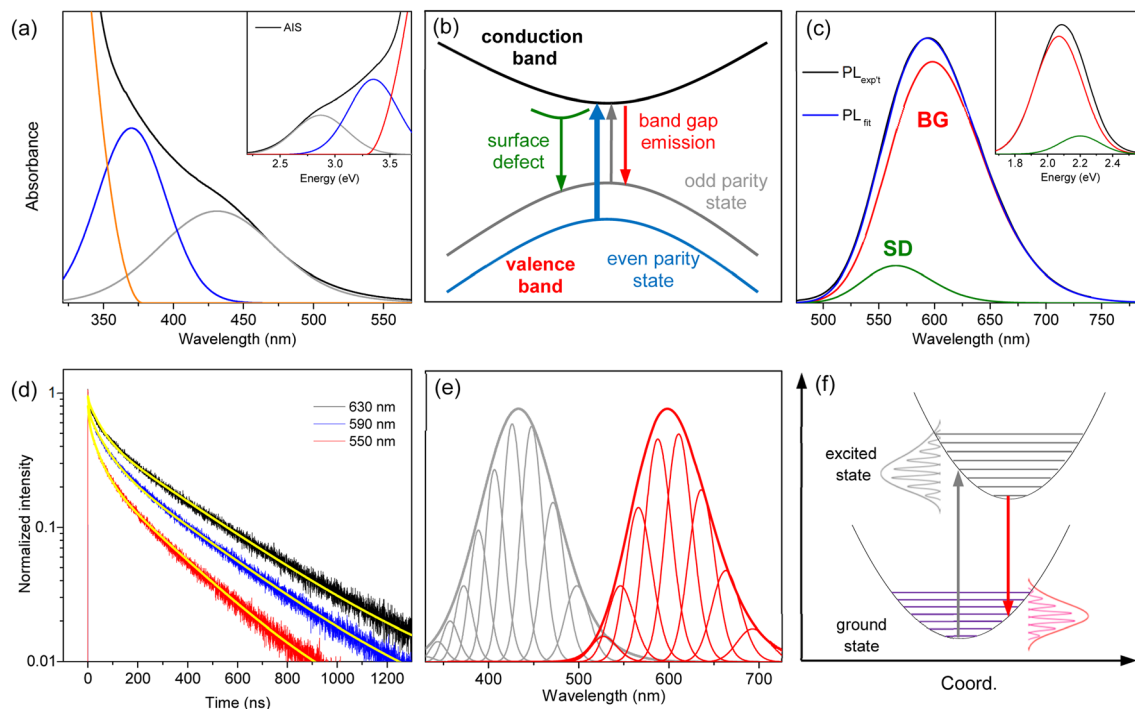 (a)
AIS
2.5 3.0 3.5
Energy (eV)
Absorbance
350 400 450 500 550
Wavelength (nm)
(b)
conduction
band
surface
defect
band gap
emission
odd parity
state
valence
band
even parity
state
(c)
PLexp't
PLfit
BG
SD
2.0 2.4
Energy (eV)
500 550 600 650 700 750
Wavelength (nm)
(d)
630 nm
590 nm
550 nm
Normalized intensity
1
0.1
0.01
0 200 400 600 800 1000 1200
Time (ns)
(e)
400 500 600 700
Wavelength (nm)
(f)
excited
state
ground
state
Coord.